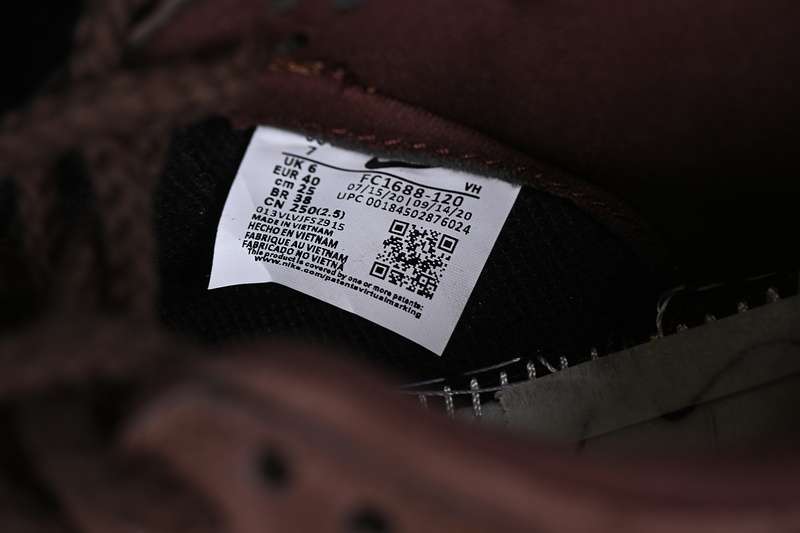 7
UK 6
EUR 40
cm 25
BR 38
CN 250(2.5)
VH
FC1688-120
07/15/20 | 09/14/20
UPC 00184502876024
013VLVJFSZ915
MADE IN VIETNAM
HECHO EN VIETNAM
FABRIQUE AU VIETNAM
FABRICADO NO VIETNA
This product is covered by one or more patents:
www.nike.com/patentsvirtualmarking